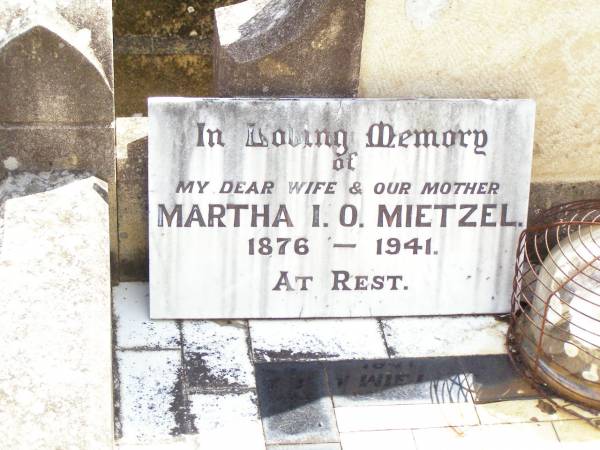 In Loving Memory
of
MY DEAR WIFE & OUR MOTHER
MARTHA I. O. MIETZEL.
1876 — 1941.
AT REST.